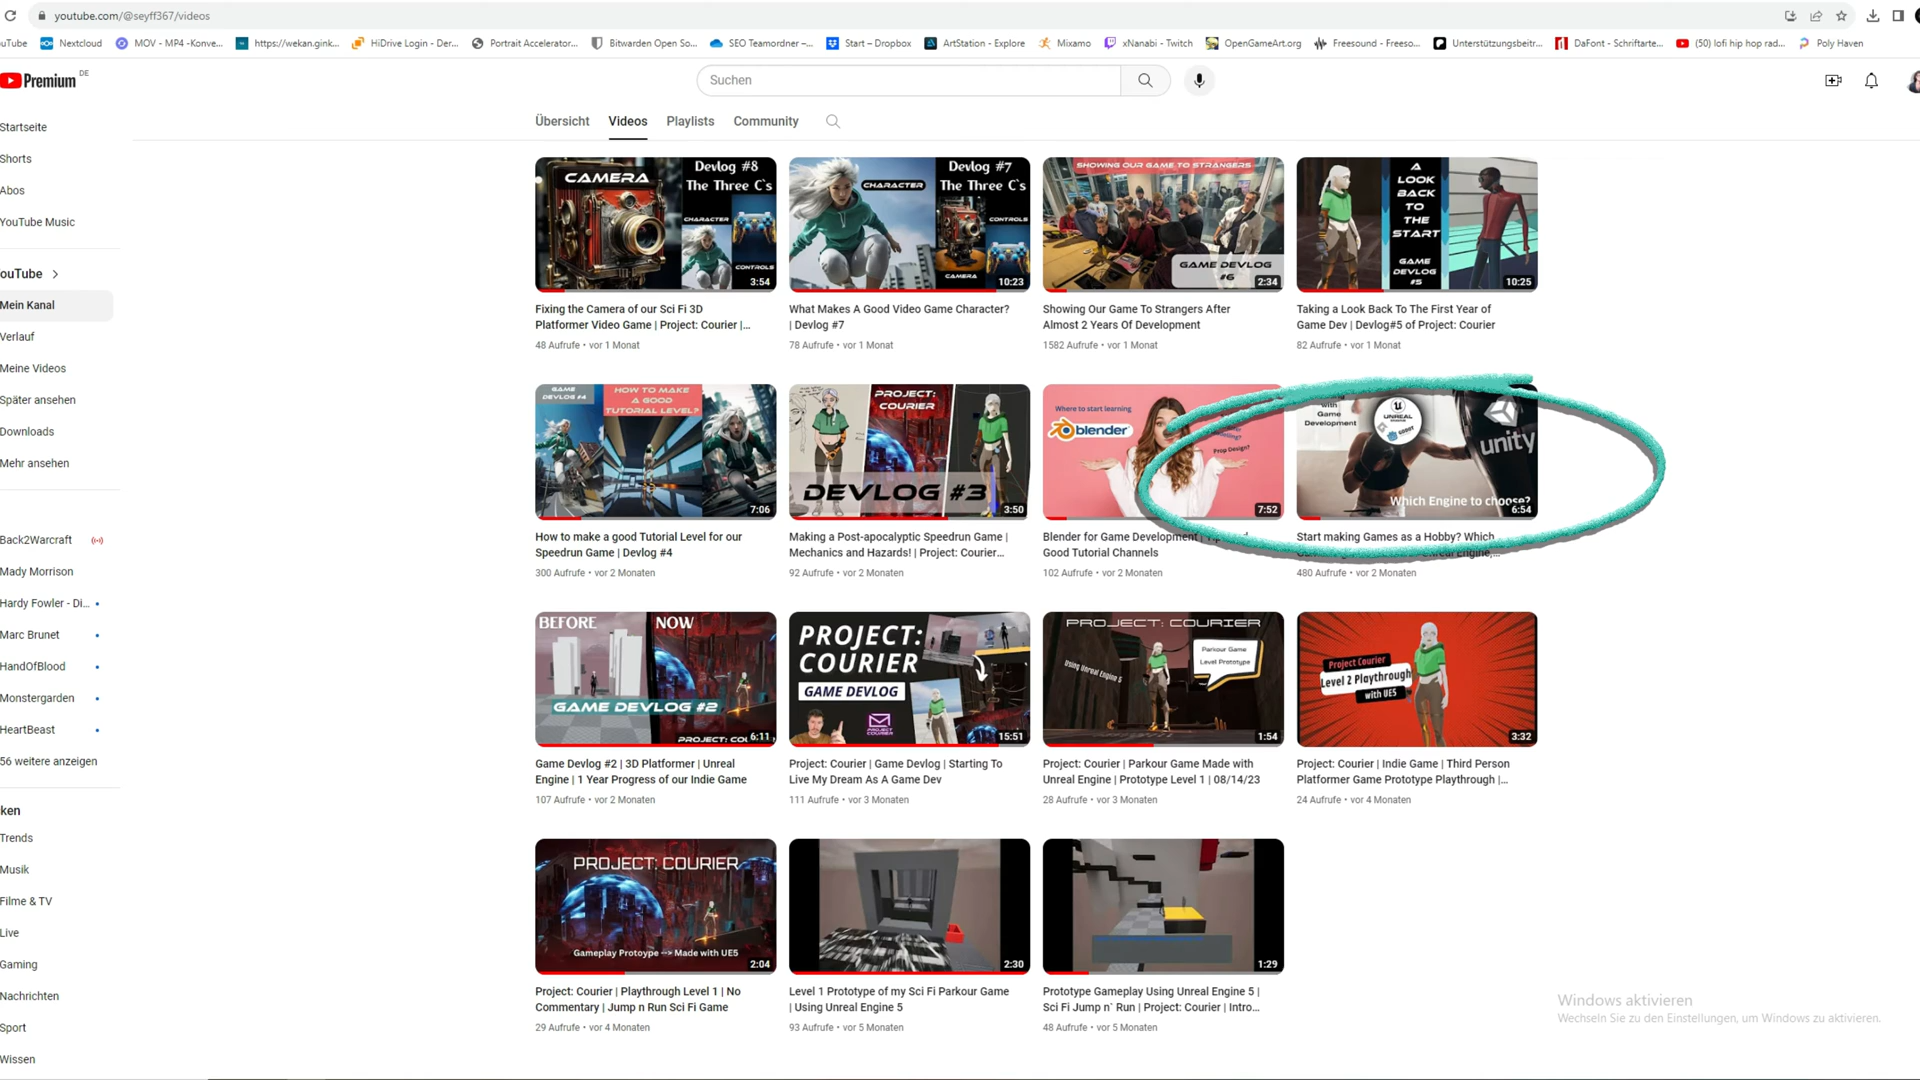 youtube.com/@seyff367/videos
uTube
Nextcloud
MOV - MP4 -Konve...
https://wekan.gink...
HiDrive Login - Der...
Portrait Accelerator...
Bitwarden Open So...
SEO Teamordner –...
Start – Dropbox
ArtStation - Explore
Mixamo
xNanabi - Twitch
OpenGameArt.org
Freesound - Freeso...
Unterstützungsbeitr...
DaFont - Schriftarte...
(50) lofi hip hop rad...
Poly Haven
Premium DE
Suchen
Übersicht
Videos
Playlists
Community
Startseite
Shorts
Abos
YouTube Music
ouTube
Mein Kanal
Verlauf
Meine Videos
Später ansehen
Downloads
Mehr ansehen
Back2Warcraft
Mady Morrison
Hardy Fowler - Di...
Marc Brunet
HandOfBlood
Monstergarden
HeartBeast
56 weitere anzeigen
ken
Trends
Musik
Filme & TV
Live
Gaming
Nachrichten
Sport
Wissen
CAMERA
Devlog #8
The Three C`s
CHARACTER
CONTROLS
3:54
Fixing the Camera of our Sci Fi 3D
Platformer Video Game | Project: Courier |...
48 Aufrufe • vor 1 Monat
CHARACTER
Devlog #7
The Three C`s
CONTROLS
CAMERA
10:23
What Makes A Good Video Game Character?
| Devlog #7
78 Aufrufe • vor 1 Monat
SHOWING OUR GAME TO STRANGERS
GAME DEVLOG
#6
2:34
Showing Our Game To Strangers After
Almost 2 Years Of Development
1582 Aufrufe • vor 1 Monat
A
LOOK
BACK
TO
THE
START
GAME
DEVLOG
#5
10:25
Taking a Look Back To The First Year of
Game Dev | Devlog#5 of Project: Courier
82 Aufrufe • vor 1 Monat
GAME
DEVLOG #4
HOW TO MAKE
A GOOD
TUTORIAL LEVEL?
7:06
How to make a good Tutorial Level for our
Speedrun Game | Devlog #4
300 Aufrufe • vor 2 Monaten
PROJECT:
COURIER
DEVLOG #3
3:50
Making a Post-apocalyptic Speedrun Game |
Mechanics and Hazards! | Project: Courier...
92 Aufrufe • vor 2 Monaten
Where to start learning
blender
Prop Design?
7:52
Blender for Game Development
Good Tutorial Channels
102 Aufrufe • vor 2 Monaten
with
Game
Development
UNREAL
GODOT
unity
Which Engine to choose?
6:54
Start making Games as a Hobby? Which
480 Aufrufe • vor 2 Monaten
BEFORE
NOW
GAME DEVLOG #2
6:11
PROJECT: COU
Game Devlog #2 | 3D Platformer | Unreal
Engine | 1 Year Progress of our Indie Game
107 Aufrufe • vor 2 Monaten
PROJECT:
COURIER
GAME DEVLOG
PROJECT
COURIER
15:51
Project: Courier | Game Devlog | Starting To
Live My Dream As A Game Dev
111 Aufrufe • vor 3 Monaten
PROJECT: COURIER
Using Unreal Engine 5
Parkour Game
Level Prototype
1:54
Project: Courier | Parkour Game Made with
Unreal Engine | Prototype Level 1 | 08/14/23
28 Aufrufe • vor 3 Monaten
Project Courier
Level 2 Playthrough
with UE5
3:32
Project: Courier | Indie Game | Third Person
Platformer Game Prototype Playthrough |...
24 Aufrufe • vor 4 Monaten
PROJECT: COURIER
Gameplay Protoype --> Made with UE5
2:04
Project: Courier | Playthrough Level 1 | No
Commentary | Jump n Run Sci Fi Game
29 Aufrufe • vor 4 Monaten
2:30
Level 1 Prototype of my Sci Fi Parkour Game
| Using Unreal Engine 5
93 Aufrufe • vor 5 Monaten
1:29
Prototype Gameplay Using Unreal Engine 5 |
Sci Fi Jump n` Run | Project: Courier | Intro...
48 Aufrufe • vor 5 Monaten
Windows aktivieren
Wechseln Sie zu den Einstellungen, um Windows zu aktivieren.